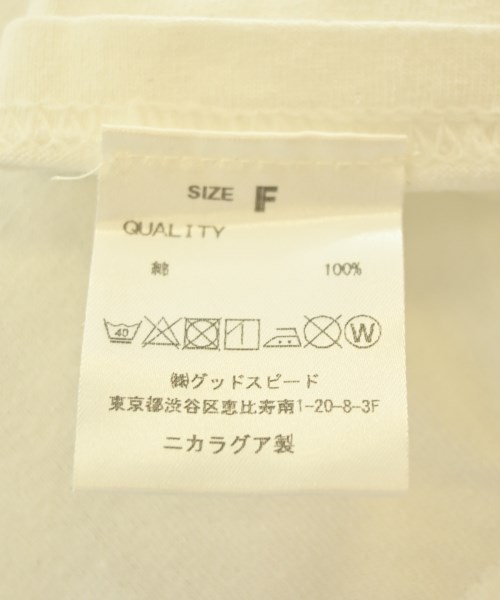 SIZE F
QUALITY
綿 100%
40 W
㈱グッドスピード
東京都渋谷区恵比寿南1-20-8-3F
ニカラグア製